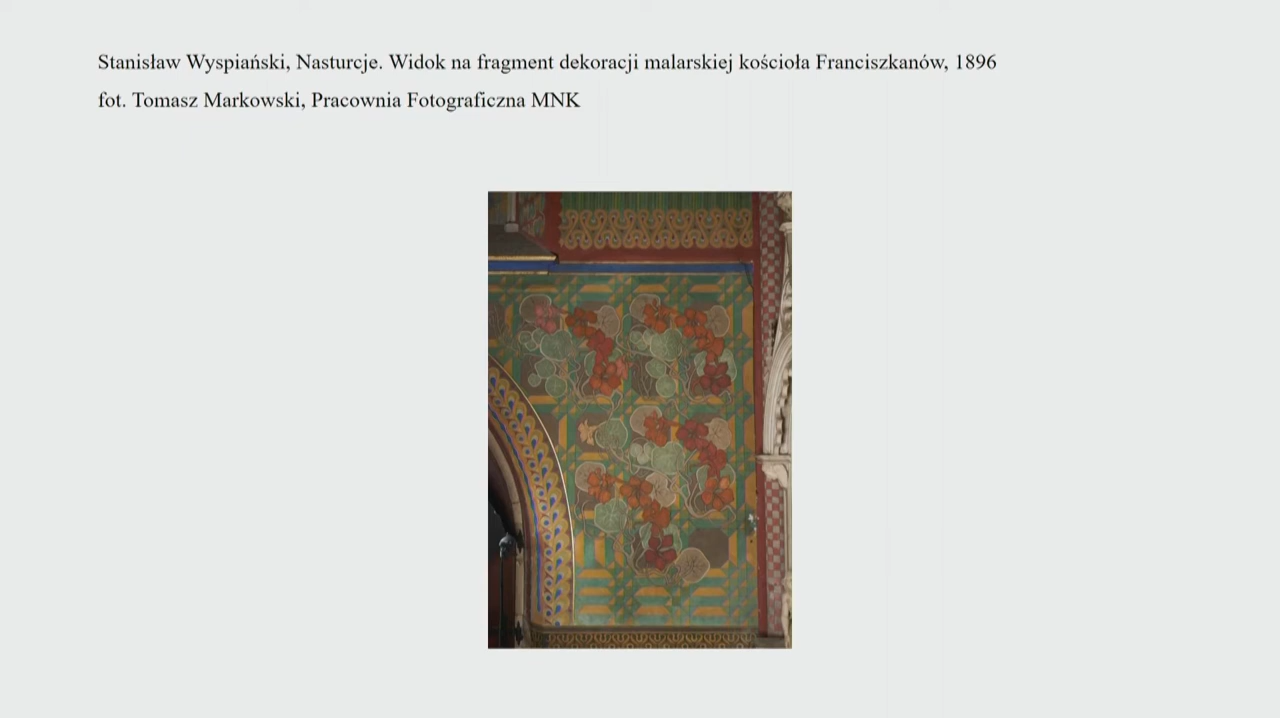 Stanisław Wyspiański, Nasturcje. Widok na fragment dekoracji malarskiej kościoła Franciszkanów, 1896
fot. Tomasz Markowski, Pracownia Fotograficzna MNK